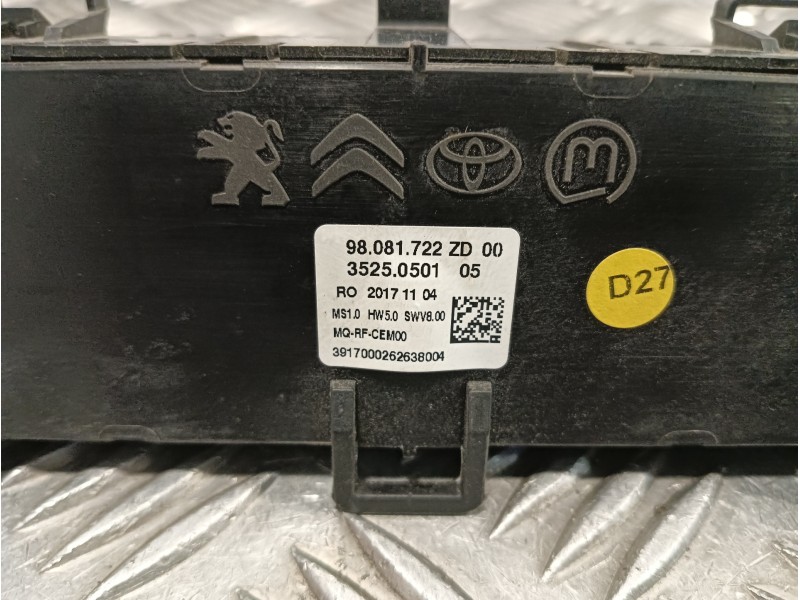 98.081.722 ZD 00
3525.0501 05
RO 2017 11 04
MS1.0 HW5.0 SWV8.00
MQ-RF-CEM00
3917000262638004
D27